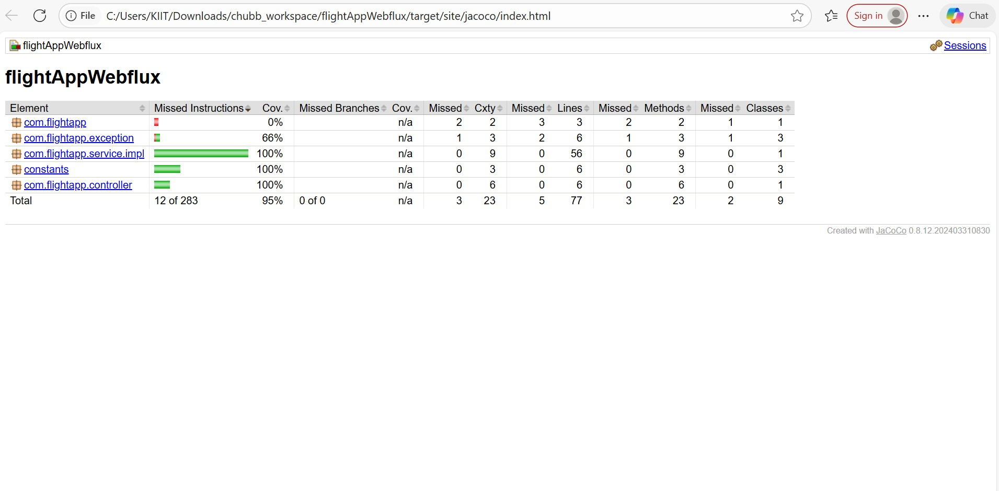 File C:/Users/KIIT/Downloads/chubb_workspace/flightAppWebflux/target/site/jacoco/index.html Sign in Chat
flightAppWebflux Sessions
flightAppWebflux
Element Missed Instructions Cov. Missed Branches Cov. Missed Cxty Missed Lines Missed Methods Missed Classes
com.flightapp 0% n/a 2 2 3 3 2 2 1 1
com.flightapp.exception 66% n/a 1 3 2 6 1 3 1 3
com.flightapp.service.impl 100% n/a 0 9 0 56 0 9 0 1
constants 100% n/a 0 3 0 6 0 3 0 3
com.flightapp.controller 100% n/a 0 6 0 6 0 6 0 1
Total 12 of 283 95% 0 of 0 n/a 3 23 5 77 3 23 2 9
Created with JaCoCo 0.8.12.202403310830